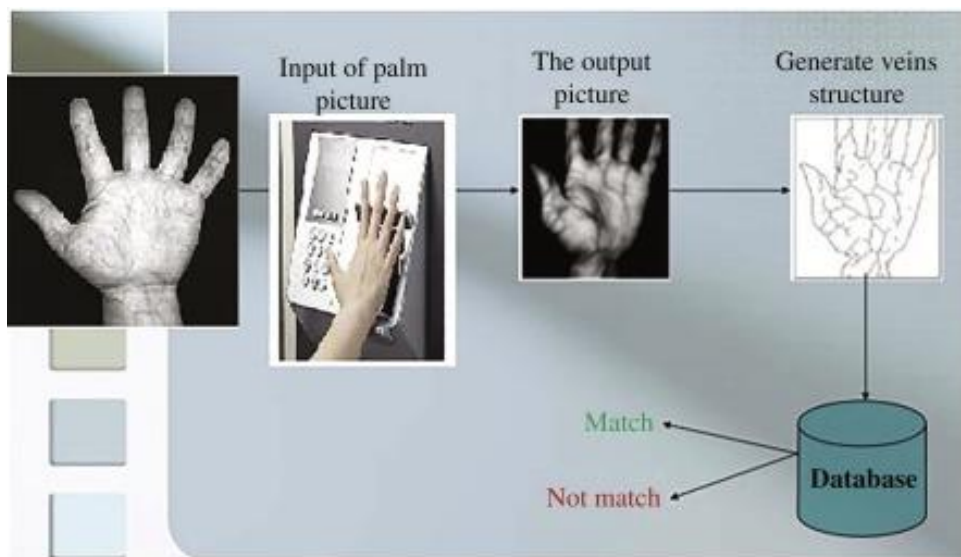 Input of palm
picture
The output
picture
Generate veins
structure
Match
Not match
Database